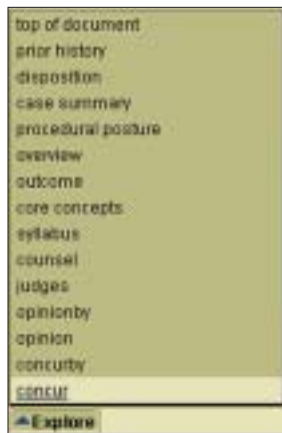 top of document
prior history
disposition
case summary
procedural posture
overview
outcome
core concepts
syllabus
counsel
judges
opinionby
opinion
concurby
concur
Explore